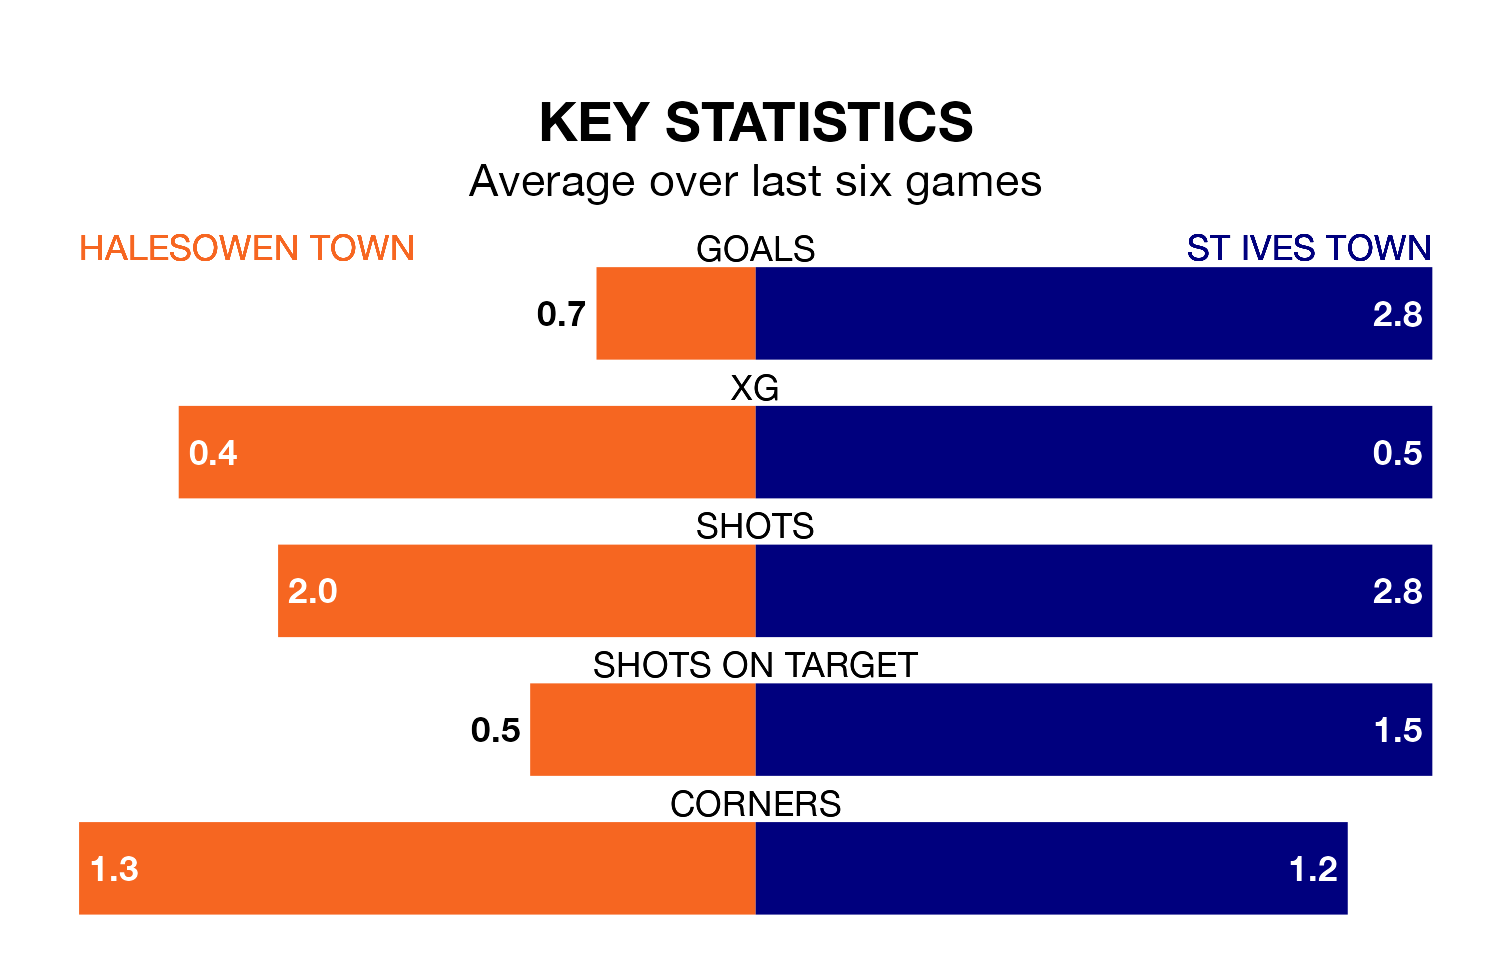 KEY STATISTICS
Average over last six games
HALESOWEN TOWN GOALS ST IVES TOWN
0.7 2.8
XG
0.4 0.5
SHOTS
2.0 2.8
SHOTS ON TARGET
0.5 1.5
CORNERS
1.3 1.2